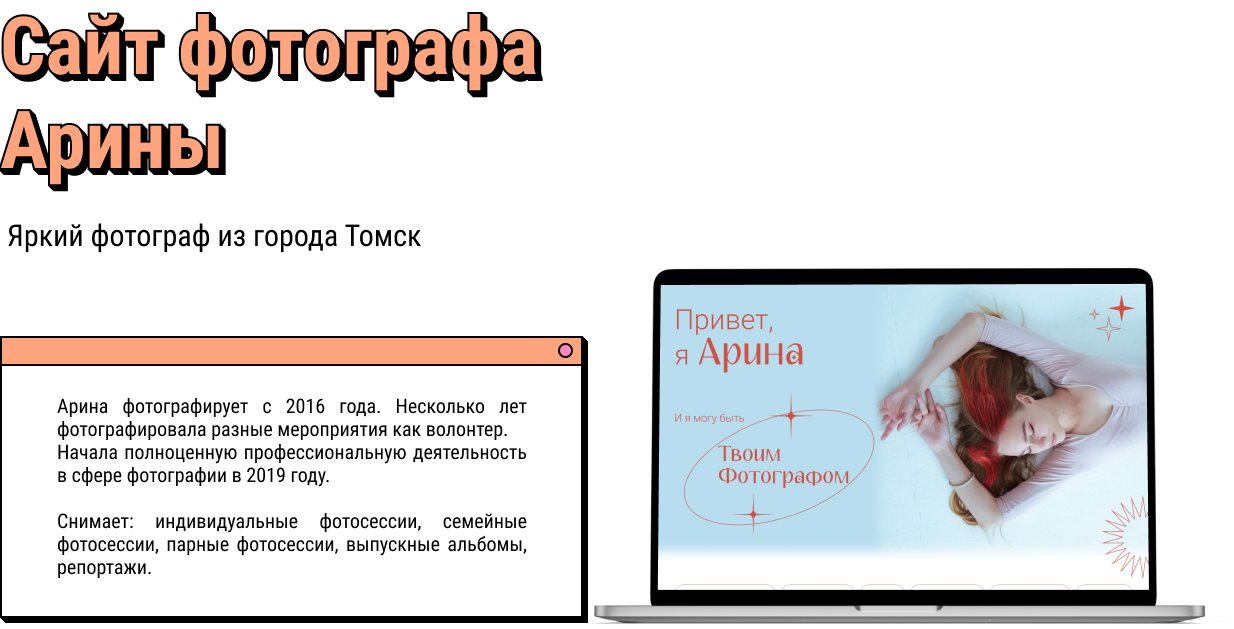 Сайт фотографа
Арины
Яркий фотограф из города Томск
Арина фотографирует с 2016 года. Несколько лет
фотографировала разные мероприятия как волонтер.
Начала полноценную профессиональную деятельность
в сфере фотографии в 2019 году.
Снимает: индивидуальные фотосессии, семейные
фотосессии, парные фотосессии, выпускные альбомы,
репортажи.
Привет,
я Арина
И я могу быть
Твоим
Фотографом